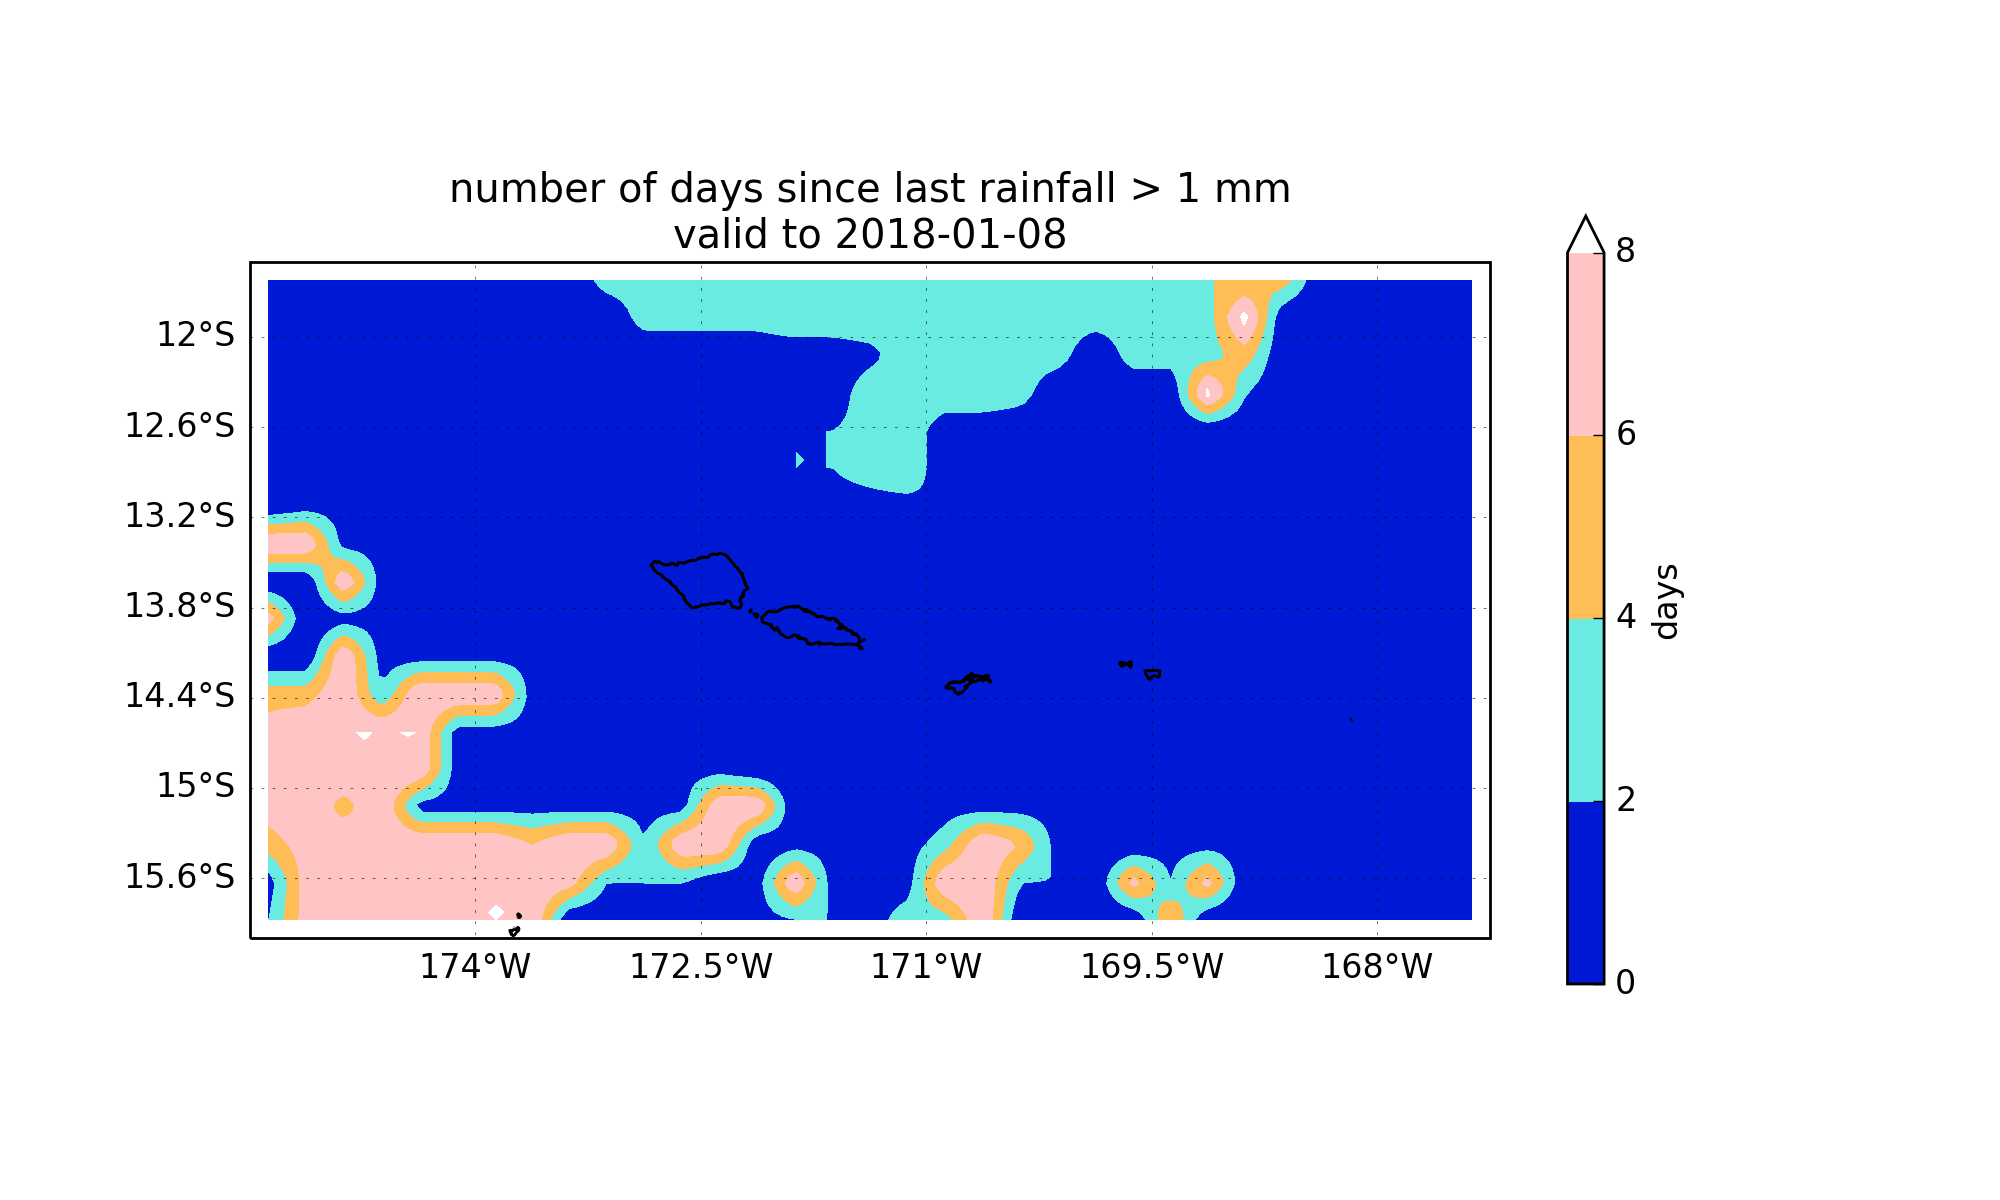 number of days since last rainfall > 1 mm
valid to 2018-01-08
12°S
12.6°S
13.2°S
13.8°S
14.4°S
15°S
15.6°S
174°W 172.5°W 171°W 169.5°W 168°W
8
6
4
2
0
days